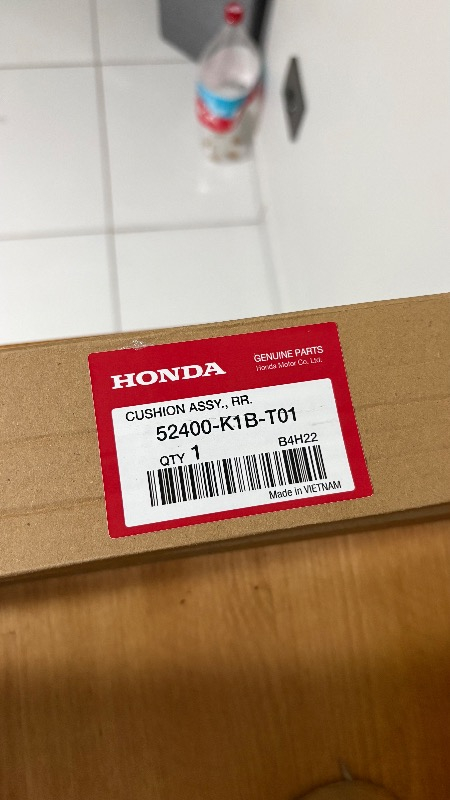 HONDA
GENUINE PARTS
Honda Motor Co., Ltd.
CUSHION ASSY., RR.
52400-K1B-T01
QTY 1
B4H22
Made in VIETNAM